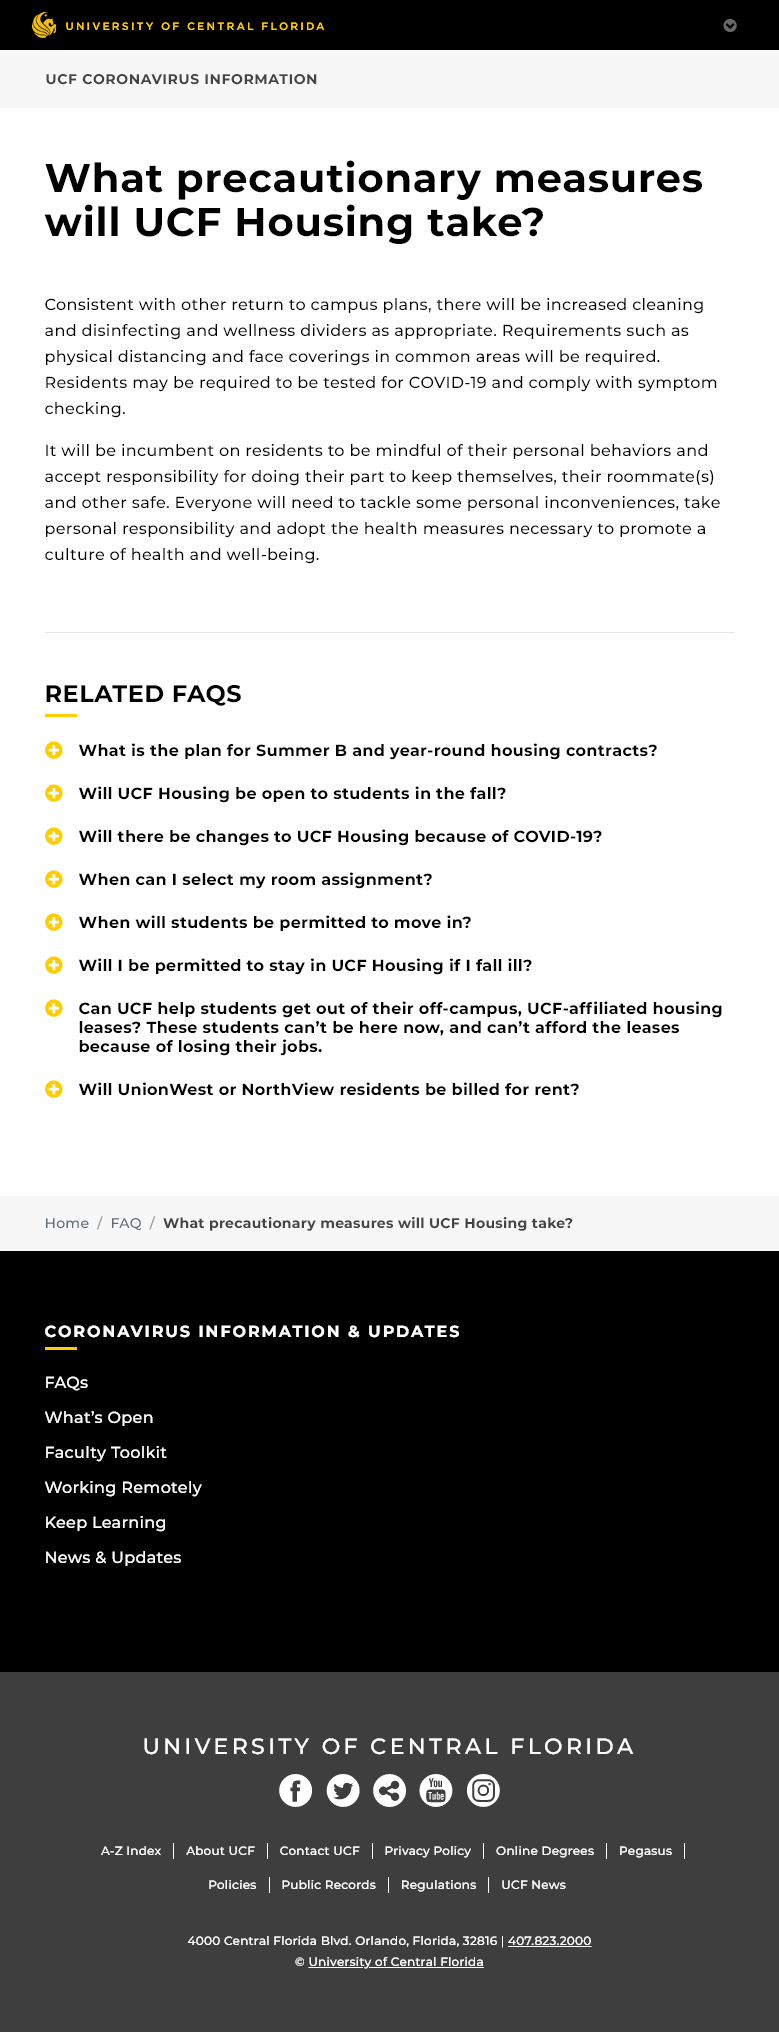 UNIVERSITY OF CENTRAL FLORIDA
UCF CORONAVIRUS INFORMATION
What precautionary measures
will UCF Housing take?
Consistent with other return to campus plans, there will be increased cleaning
and disinfecting and wellness dividers as appropriate. Requirements such as
physical distancing and face coverings in common areas will be required.
Residents may be required to be tested for COVID-19 and comply with symptom
checking.
It will be incumbent on residents to be mindful of their personal behaviors and
accept responsibility for doing their part to keep themselves, their roommate(s)
and other safe. Everyone will need to tackle some personal inconveniences, take
personal responsibility and adopt the health measures necessary to promote a
culture of health and well-being.
RELATED FAQS
What is the plan for Summer B and year-round housing contracts?
Will UCF Housing be open to students in the fall?
Will there be changes to UCF Housing because of COVID-19?
When can I select my room assignment?
When will students be permitted to move in?
Will I be permitted to stay in UCF Housing if I fall ill?
Can UCF help students get out of their off-campus, UCF-affiliated housing
leases? These students can’t be here now, and can’t afford the leases
because of losing their jobs.
Will UnionWest or NorthView residents be billed for rent?
Home / FAQ / What precautionary measures will UCF Housing take?
CORONAVIRUS INFORMATION & UPDATES
FAQs
What’s Open
Faculty Toolkit
Working Remotely
Keep Learning
News & Updates
UNIVERSITY OF CENTRAL FLORIDA
You
Tube
A-Z Index | About UCF | Contact UCF | Privacy Policy | Online Degrees | Pegasus |
Policies | Public Records | Regulations | UCF News
4000 Central Florida Blvd. Orlando, Florida, 32816 | 407.823.2000
© University of Central Florida